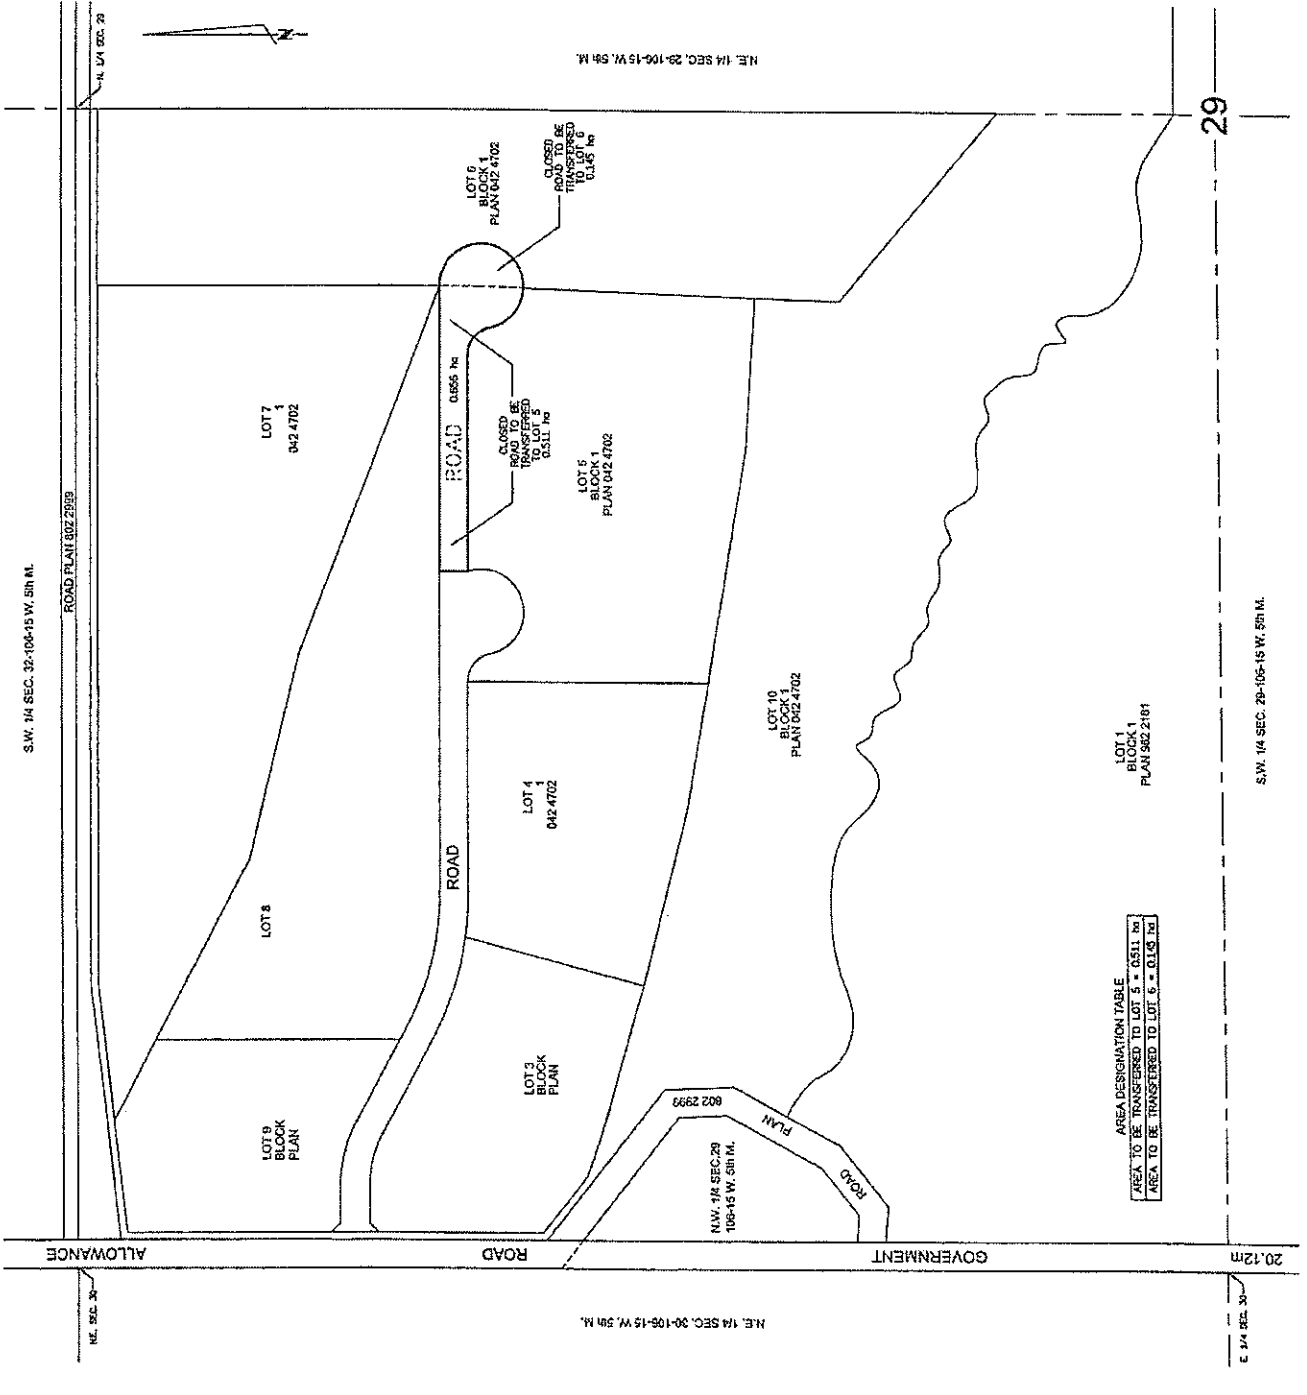 N. 1/4 SEC. 29
N
N.E. 1/4 SEC. 29-106-15 W. 5th M.
S.W. 1/4 SEC. 32-106-15 W. 5th M.
ROAD PLAN 802 2999
LOT 6
BLOCK 1
PLAN 042 4702
CLOSED
ROAD TO BE
TRANSFERRED
TO LOT 6
0.145 ha
29
LOT 7
1
042 4702
ROAD 0.656 ha
CLOSED
ROAD TO BE
TRANSFERRED
TO LOT 5
0.511 ha
LOT 5
BLOCK 1
PLAN 042 4702
LOT 10
BLOCK 1
PLAN 042 4702
LOT 1
BLOCK 1
PLAN 962 2181
S.W. 1/4 SEC. 29-106-15 W. 5th M.
LOT 4
1
042 4702
ROAD
LOT 8
LOT 9
BLOCK
PLAN
LOT 3
BLOCK
PLAN
ROAD
PLAN
802 2999
N.W. 1/4 SEC.29
106-15 W. 5th M.
AREA DESIGNATION TABLE
AREA TO BE TRANSFERRED TO LOT 5 = 0.511 ha
AREA TO BE TRANSFERRED TO LOT 6 = 0.145 ha
GOVERNMENT
ROAD
ALLOWANCE
20.12m
NE. SEC. 30
N.E. 1/4 SEC. 30-106-15 W. 5th M.
E. 1/4 SEC. 30